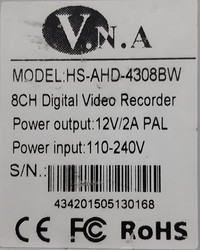 V.N.A
MODEL:HS-AHD-4308BW
8CH Digital Video Recorder
Power output:12V/2A PAL
Power input:110-240V
S/N.:
434201505130168
CE FC RoHS